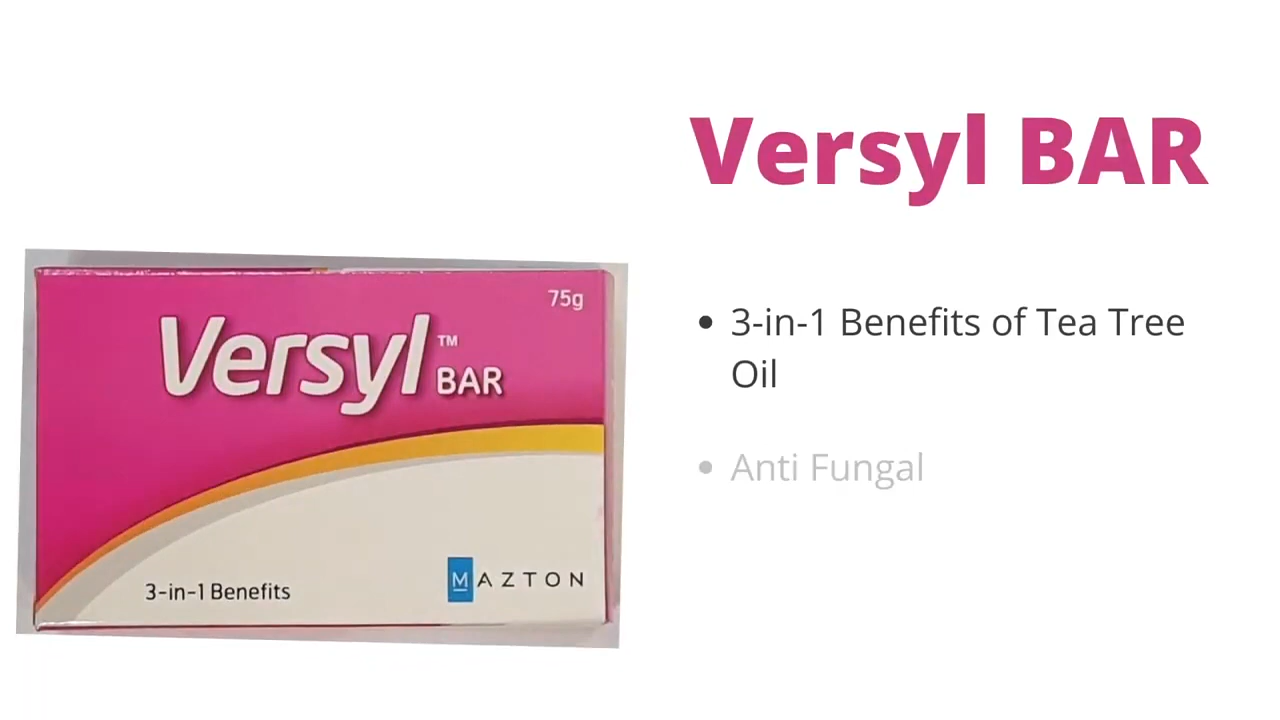 Versyl BAR
3-in-1 Benefits of Tea Tree
Oil
Anti Fungal
75g
Versyl™
BAR
3-in-1 Benefits
MAZTON